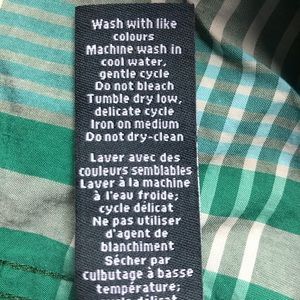 Wash with like
colours
Machine wash in
cool water,
gentle cycle
Do not bleach
Tumble dry low,
delicate cycle
Iron on medium
Do not dry-clean
Laver avec des
couleurs semblables
Laver à la machine
à l'eau froide;
cycle délicat
Ne pas utiliser
d'agent de
blanchiment
Sécher par
culbutage à basse
température;
cycle délicat